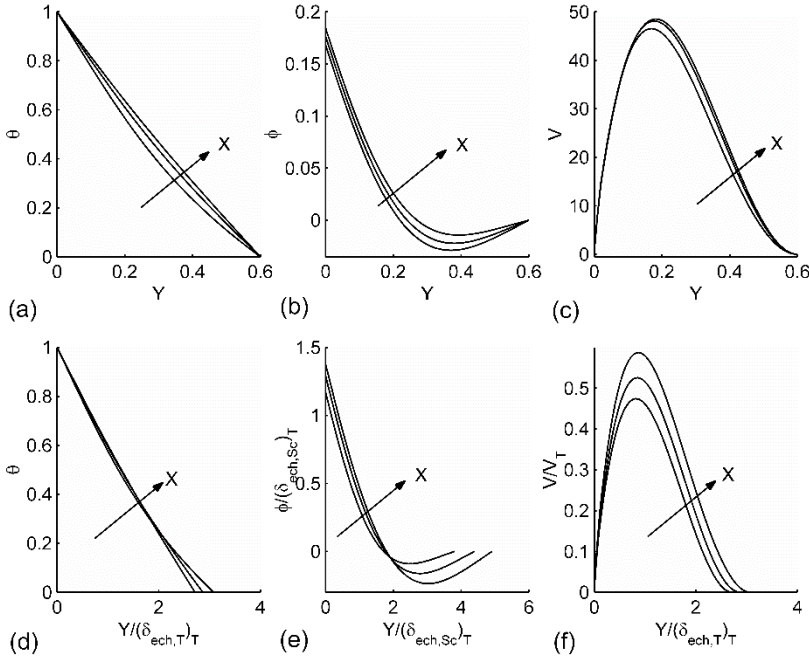 1
0.8
0.6
0.4
0.2
0
θ
X
0
0.2
0.4
0.6
Y
(a)
0.2
0.15
0.1
0.05
0
ϕ
X
0
0.2
0.4
0.6
Y
(b)
50
40
30
20
10
0
V
X
0
0.2
0.4
0.6
Y
(c)
1
0.8
0.6
0.4
0.2
0
θ
X
0
2
4
Y/(δ_ech,T)_T
(d)
1.5
1
0.5
0
ϕ/(δ_ech,Sc)_T
X
0
2
4
6
Y/(δ_ech,Sc)_T
(e)
0.5
0.4
0.3
0.2
0.1
0
V/V_T
X
0
2
4
Y/(δ_ech,T)_T
(f)